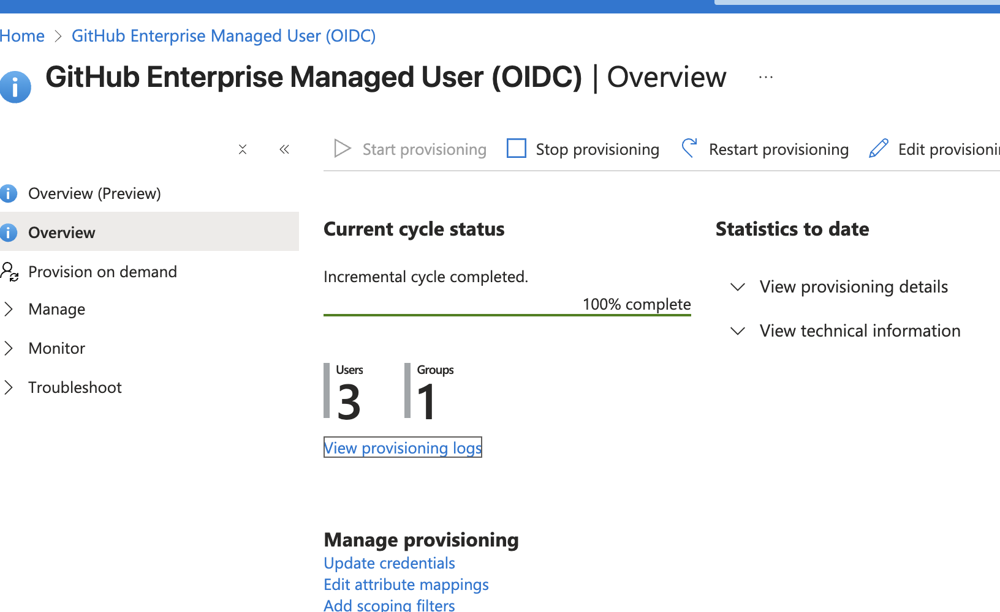 Home > GitHub Enterprise Managed User (OIDC)
GitHub Enterprise Managed User (OIDC) | Overview ...
Start provisioning
Stop provisioning
Restart provisioning
Edit provisioni
Overview (Preview)
Overview
Provision on demand
Manage
Monitor
Troubleshoot
Current cycle status
Incremental cycle completed.
100% complete
Users
3
Groups
1
View provisioning logs
Statistics to date
View provisioning details
View technical information
Manage provisioning
Update credentials
Edit attribute mappings
Add scoping filters